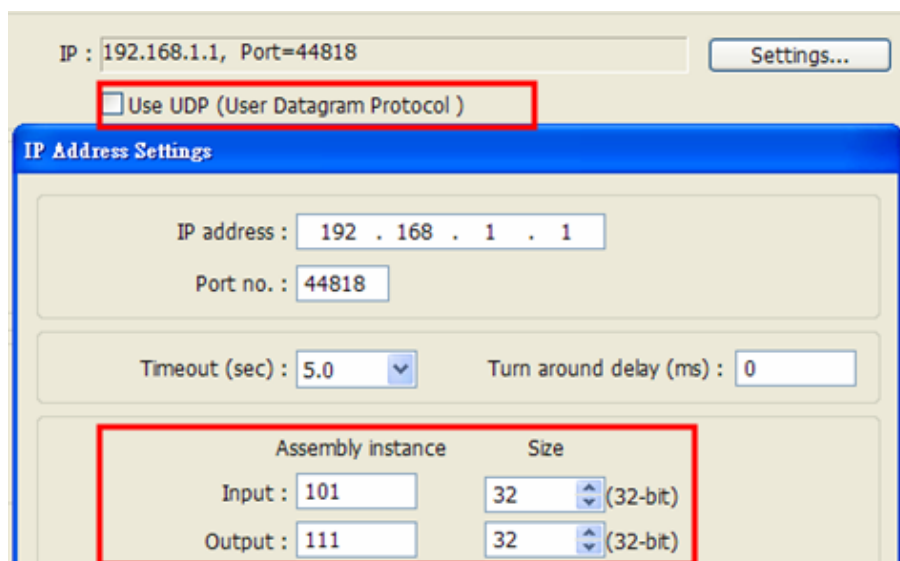 IP : 192.168.1.1, Port=44818 Settings...
Use UDP (User Datagram Protocol )
IP Address Settings
IP address : 192 . 168 . 1 . 1
Port no. : 44818
Timeout (sec) : 5.0 Turn around delay (ms) : 0
Assembly instance Size
Input : 101 32 (32-bit)
Output : 111 32 (32-bit)